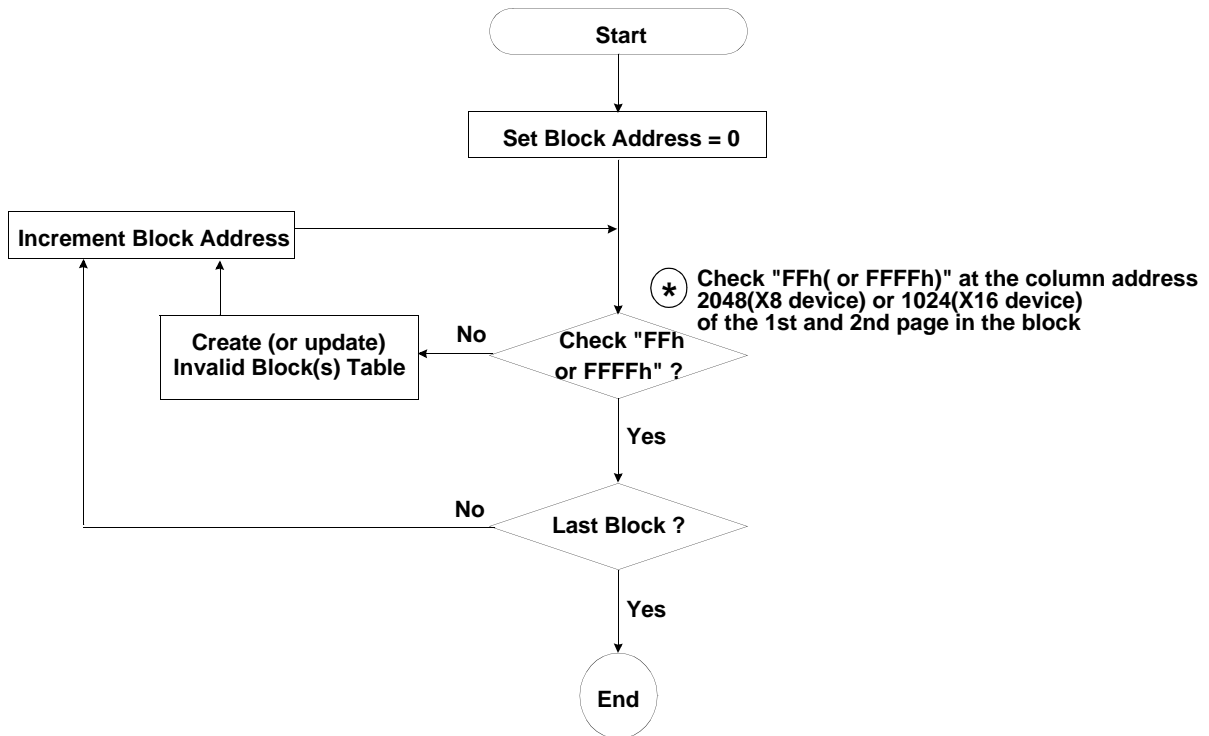 Start
Set Block Address = 0
Increment Block Address
* Check "FFh( or FFFFh)" at the column address
2048(X8 device) or 1024(X16 device)
of the 1st and 2nd page in the block
No
Create (or update)
Invalid Block(s) Table
Check "FFh
or FFFFh" ?
Yes
No
Last Block ?
Yes
End